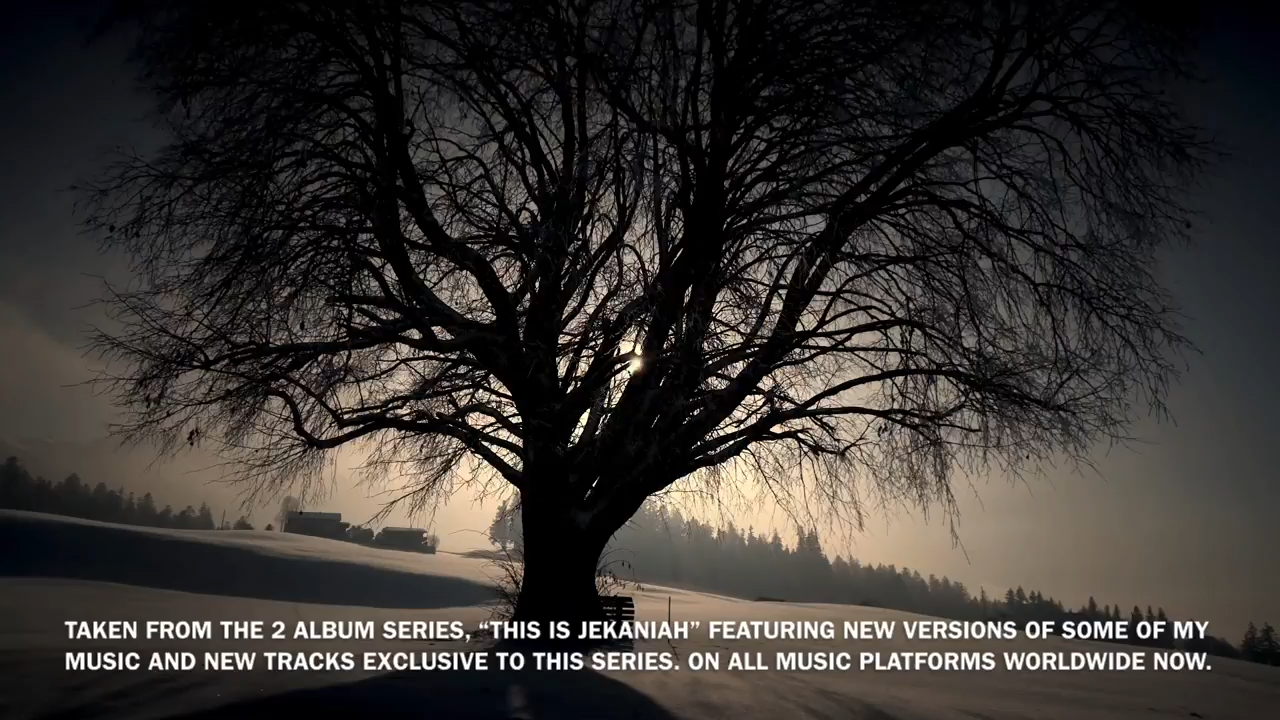 TAKEN FROM THE 2 ALBUM SERIES, “THIS IS JEKANIAH” FEATURING NEW VERSIONS OF SOME OF MY
MUSIC AND NEW TRACKS EXCLUSIVE TO THIS SERIES. ON ALL MUSIC PLATFORMS WORLDWIDE NOW.